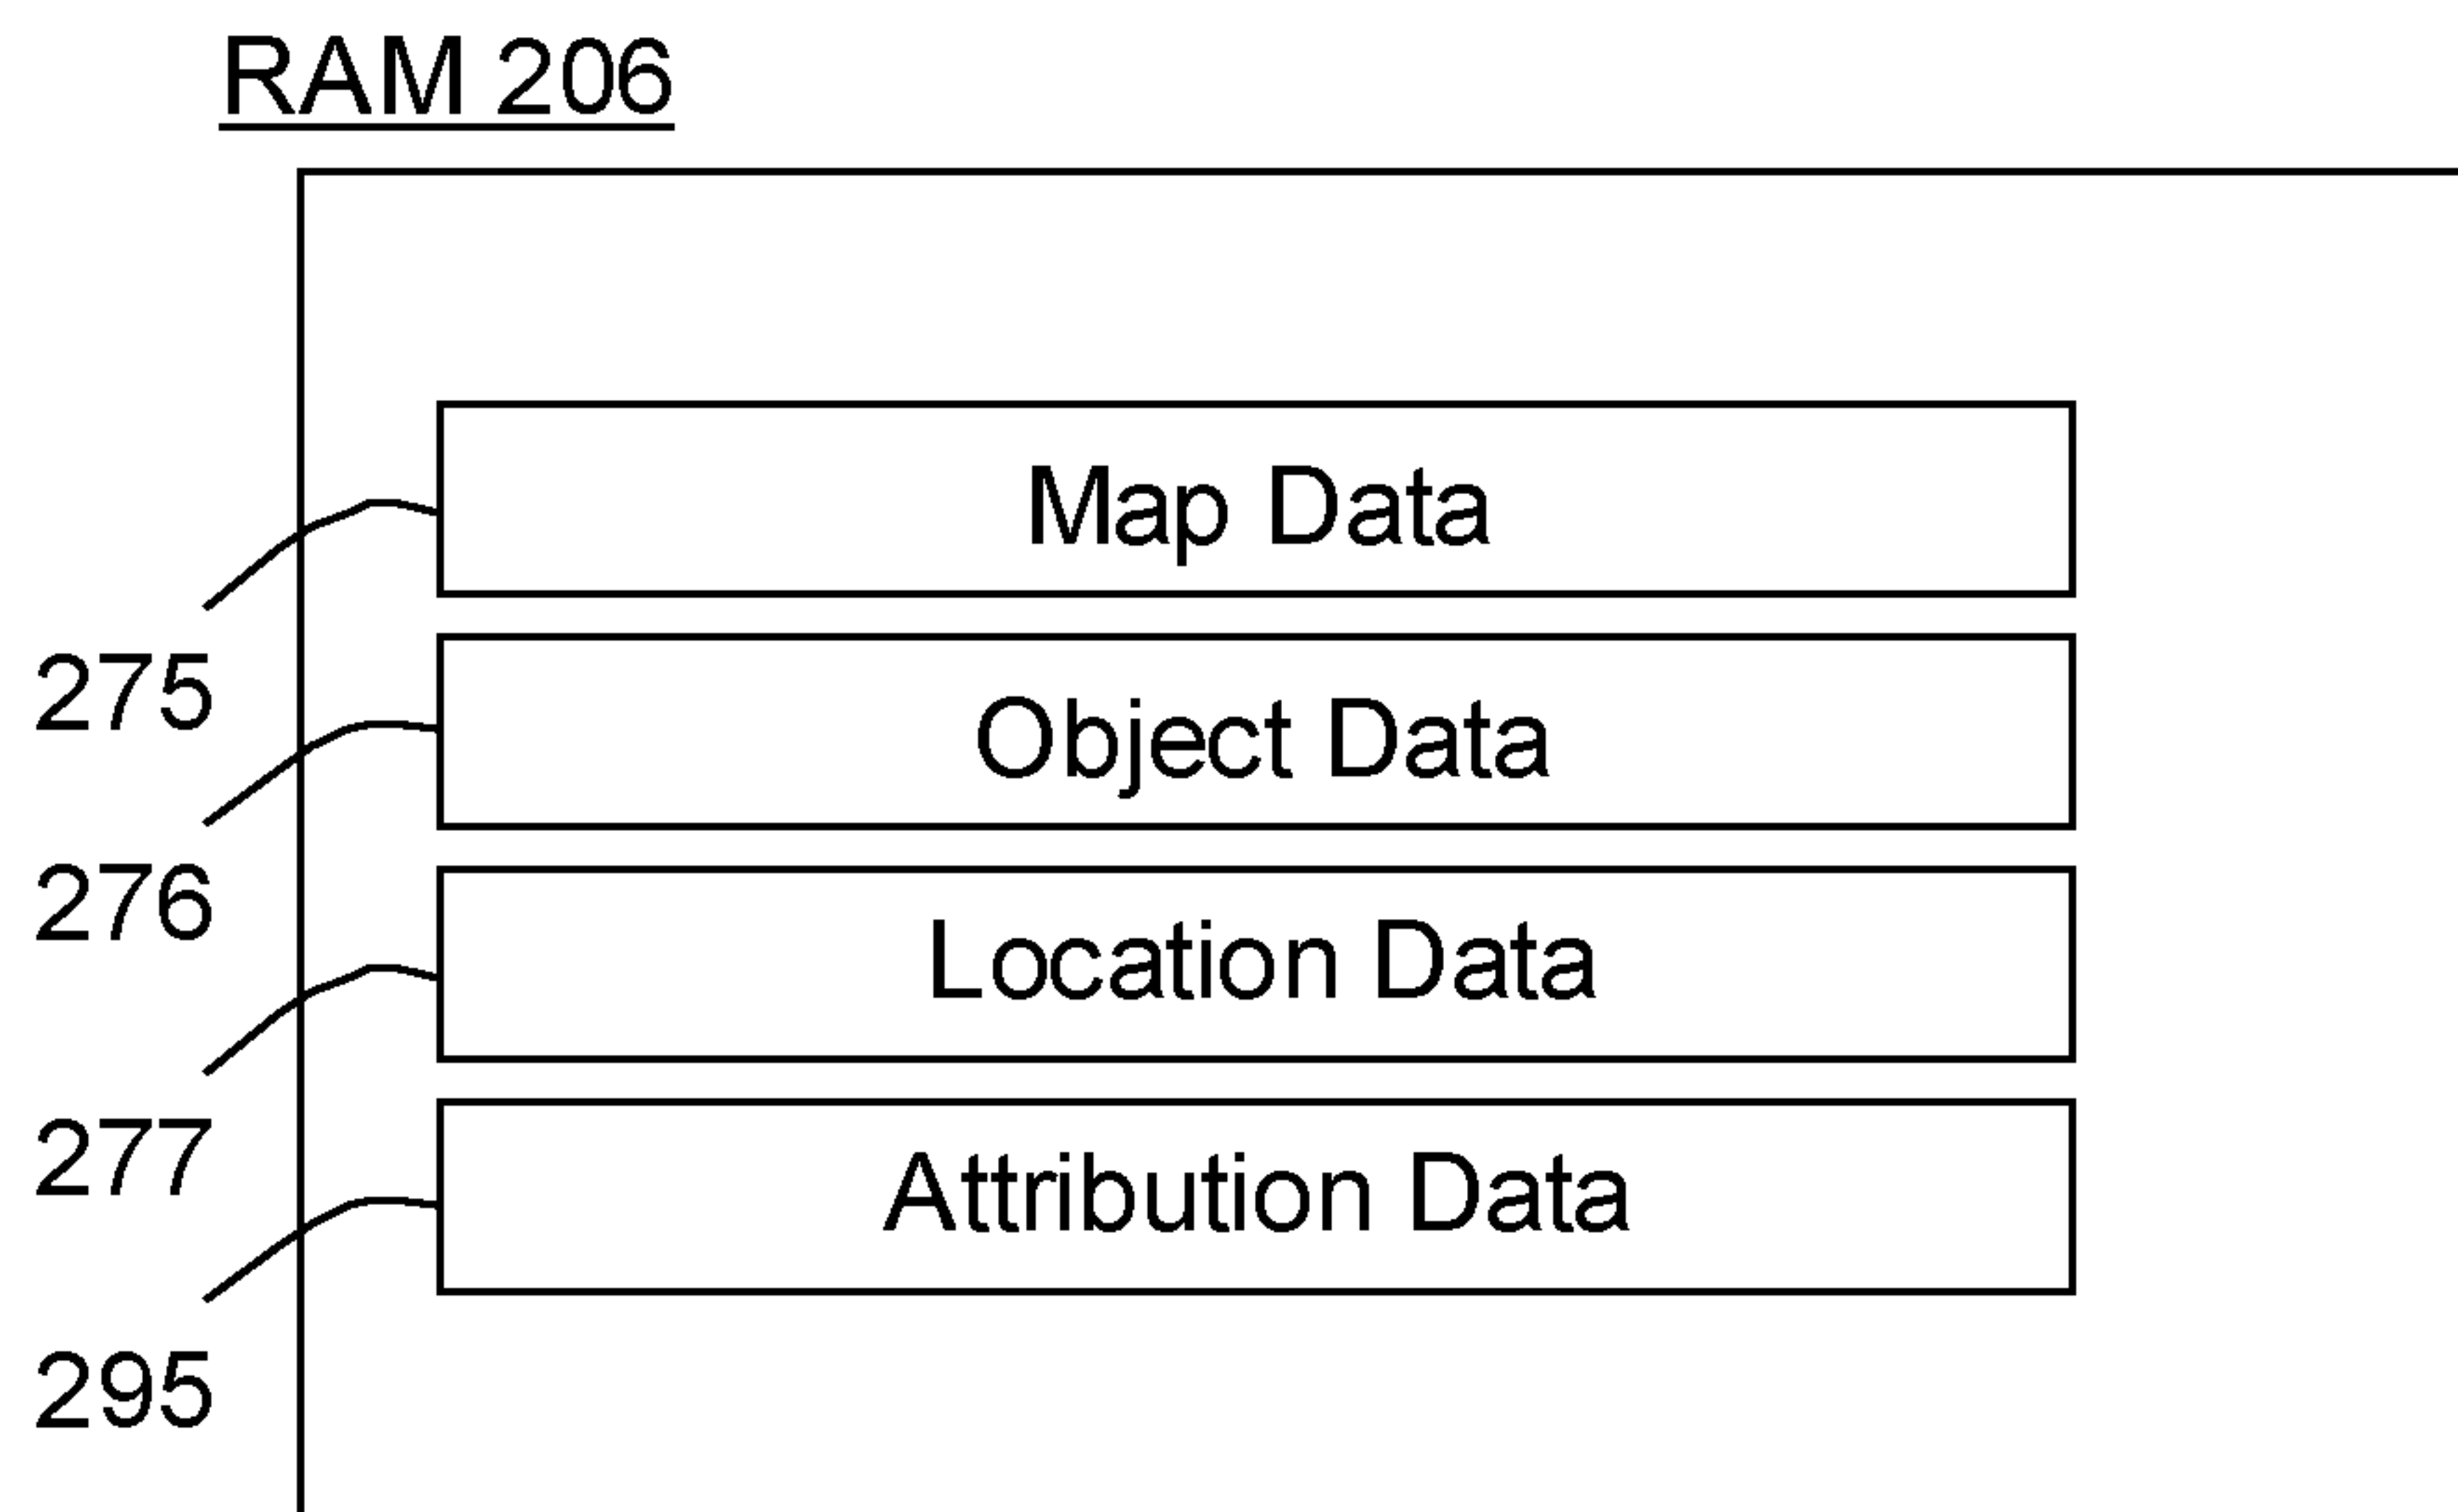 RAM 206
Map Data
275
Object Data
276
Location Data
277
Attribution Data
295